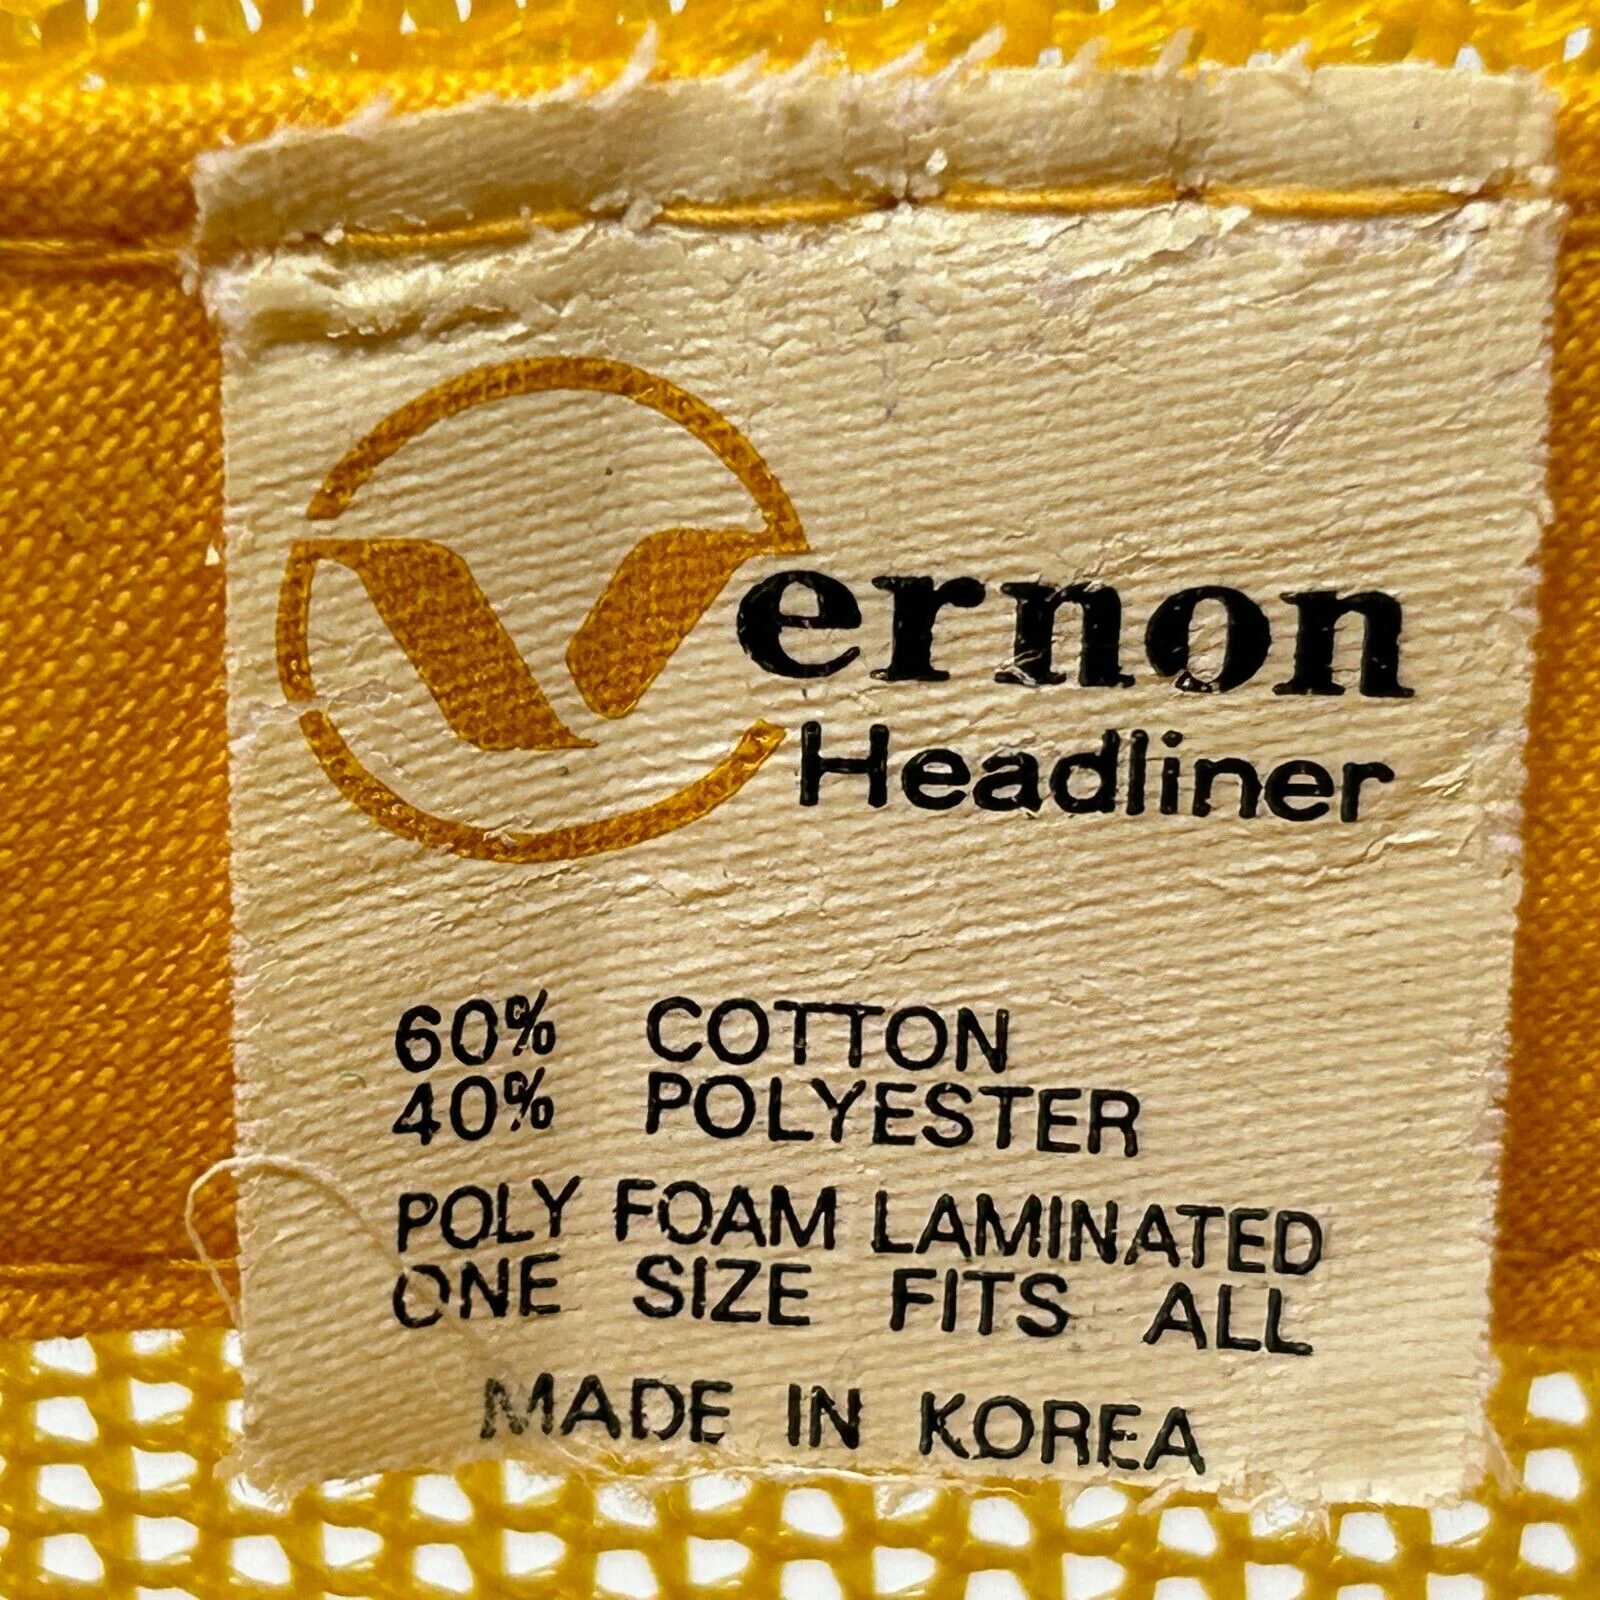 Vernon
Headliner
60% COTTON
40% POLYESTER
POLY FOAM LAMINATED
ONE SIZE FITS ALL
MADE IN KOREA